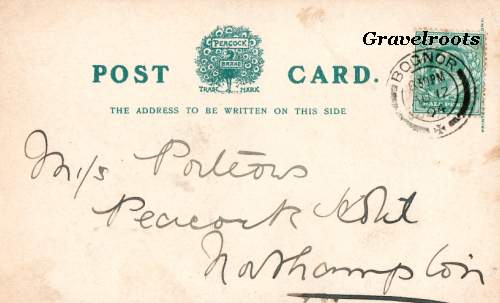 Gravelroots
PEACOCK
BRAND
TRADE MARK
POST CARD.
THE ADDRESS TO BE WRITTEN ON THIS SIDE
BOGNOR
HALF
M/s Porteous
Peacock Hotel
Northampton